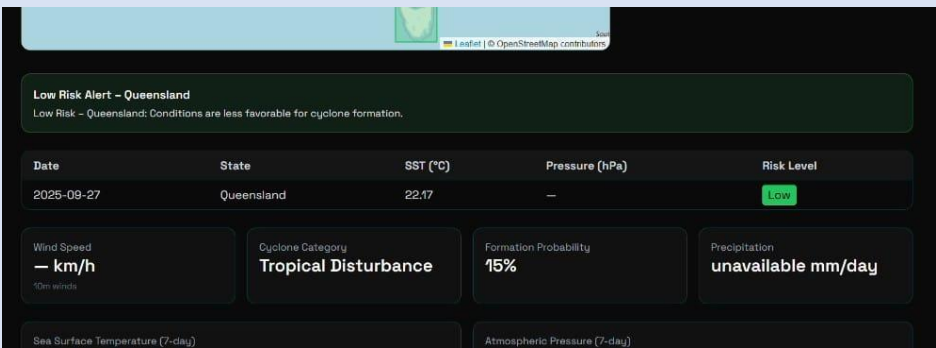 Leaflet | © OpenStreetMap contributors
Low Risk Alert – Queensland
Low Risk – Queensland: Conditions are less favorable for cyclone formation.
Date State SST (°C) Pressure (hPa) Risk Level
2025-09-27 Queensland 22.17 — Low
Wind Speed
— km/h
10m winds
Cyclone Category
Tropical Disturbance
Formation Probability
15%
Precipitation
unavailable mm/day
Sea Surface Temperature (7-day)
Atmospheric Pressure (7-day)